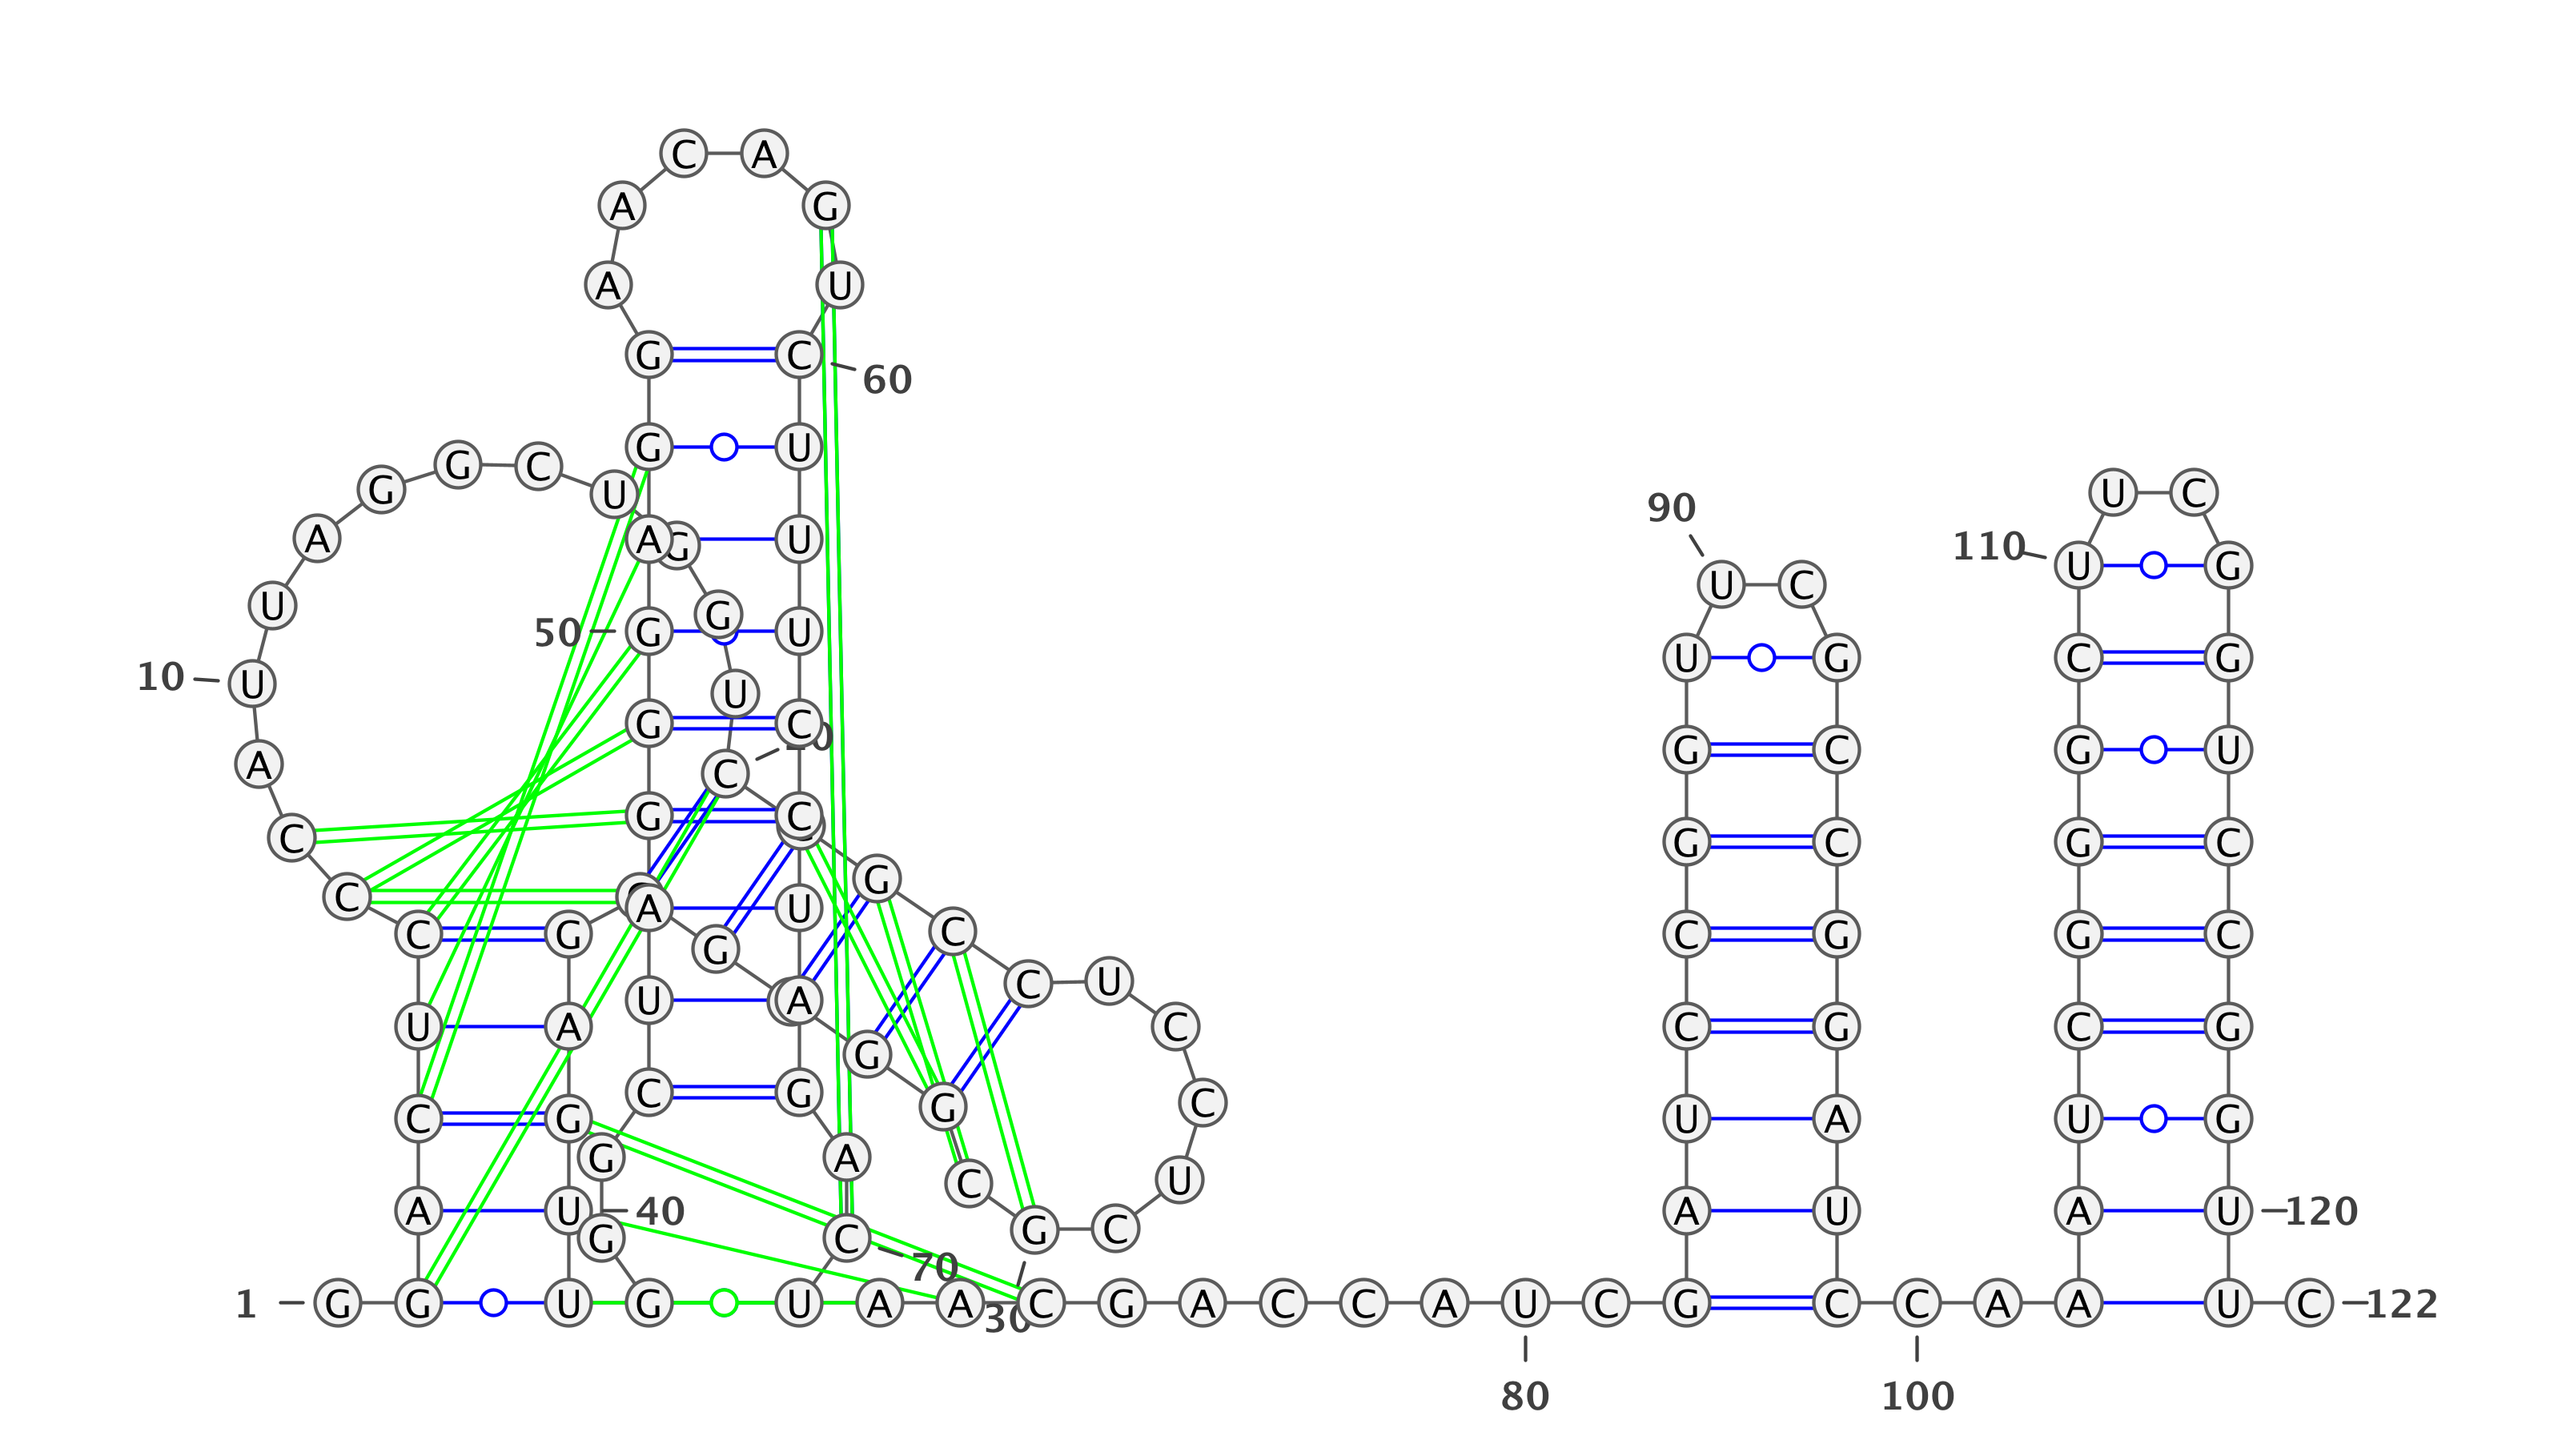 C A
A G
A U
G C
60
G U
G C
G U U C
90
A A G U 110 U G
U C
U G
50 G U
U G C G
10 U U
G C
G C G U
A C
G C
C G C G C
G
C A U
C G G C C G G C
C U
U A
U A C C G C G
G
C G G C
C G U A U G
G A
C U
A U 40 A U A U 120
G C
G C
70
1 G G U G U A A C G A C C A U C G C C A A U C 122
30
80 100